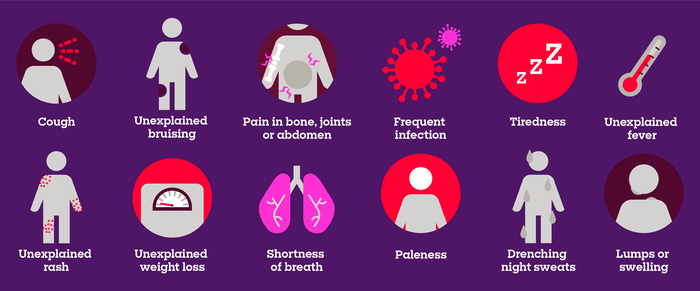 z z Z
Cough
Unexplained
bruising
Pain in bone, joints
or abdomen
Frequent
infection
Tiredness
Unexplained
fever
Unexplained
rash
Unexplained
weight loss
Shortness
of breath
Paleness
Drenching
night sweats
Lumps or
swelling